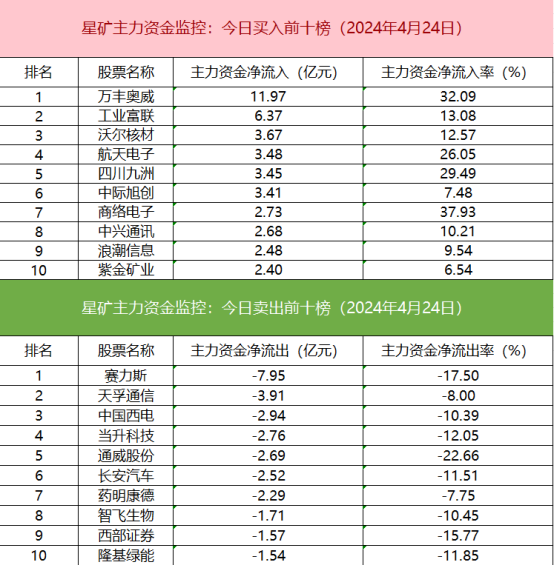 星矿主力资金监控：今日买入前十榜（2024年4月24日）
排名 股票名称 主力资金净流入（亿元） 主力资金净流入率（%）
1 万丰奥威 11.97 32.09
2 工业富联 6.37 13.08
3 沃尔核材 3.67 12.57
4 航天电子 3.48 26.05
5 四川九洲 3.45 29.49
6 中际旭创 3.41 7.48
7 商络电子 2.73 37.93
8 中兴通讯 2.68 10.21
9 浪潮信息 2.48 9.54
10 紫金矿业 2.40 6.54
星矿主力资金监控：今日卖出前十榜（2024年4月24日）
排名 股票名称 主力资金净流出（亿元） 主力资金净流出率（%）
1 赛力斯 -7.95 -17.50
2 天孚通信 -3.91 -8.00
3 中国西电 -2.94 -10.39
4 当升科技 -2.76 -12.05
5 通威股份 -2.69 -22.66
6 长安汽车 -2.52 -11.51
7 药明康德 -2.29 -7.75
8 智飞生物 -1.71 -10.45
9 西部证券 -1.57 -15.77
10 隆基绿能 -1.54 -11.85